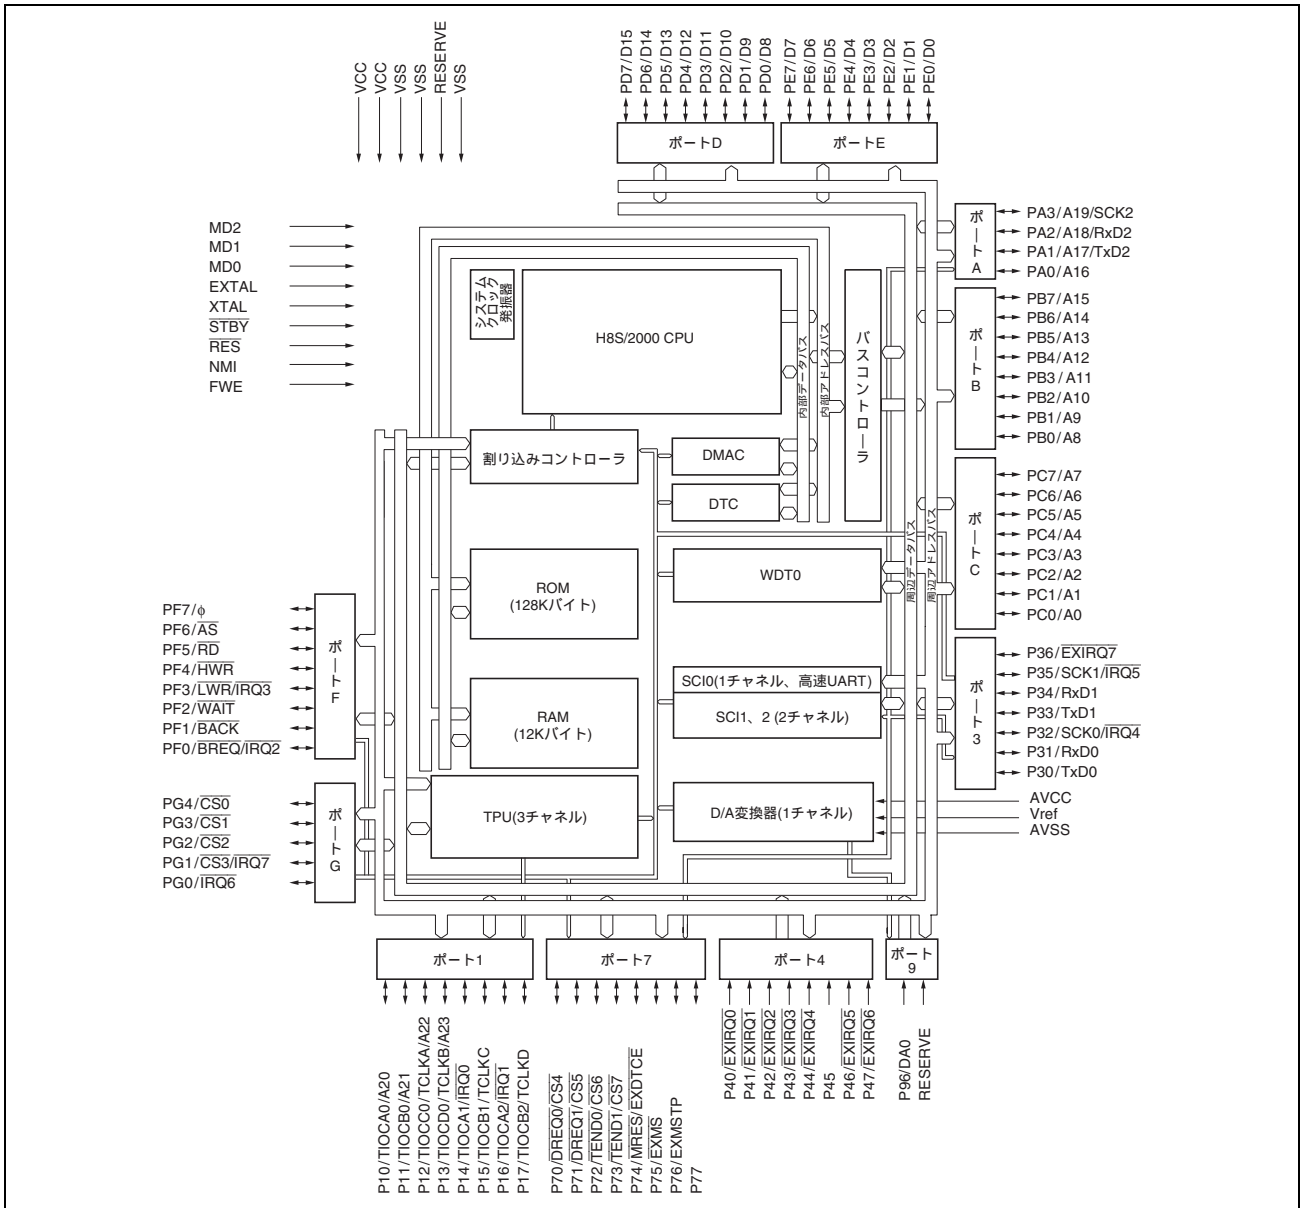 VCC
VCC
VSS
VSS
RESERVE
VSS
PD7/D15
PD6/D14
PD5/D13
PD4/D12
PD3/D11
PD2/D10
PD1/D9
PD0/D8
PE7/D7
PE6/D6
PE5/D5
PE4/D4
PE3/D3
PE2/D2
PE1/D1
PE0/D0
ポートD
ポートE
MD2
MD1
MD0
EXTAL
XTAL
STBY
RES
NMI
FWE
システム
クロック
発振器
H8S/2000 CPU
内部データバス
内部アドレスバス
バスコントローラ
ポートA
PA3/A19/SCK2
PA2/A18/RxD2
PA1/A17/TxD2
PA0/A16
ポートB
PB7/A15
PB6/A14
PB5/A13
PB4/A12
PB3/A11
PB2/A10
PB1/A9
PB0/A8
割り込みコントローラ
DMAC
DTC
ポートC
PC7/A7
PC6/A6
PC5/A5
PC4/A4
PC3/A3
PC2/A2
PC1/A1
PC0/A0
周辺データバス
周辺アドレスバス
ROM
(128Kバイト)
WDT0
PF7/φ
PF6/AS
PF5/RD
PF4/HWR
PF3/LWR/IRQ3
PF2/WAIT
PF1/BACK
PF0/BREQ/IRQ2
ポートF
RAM
(12Kバイト)
SCI0(1チャネル、高速UART)
SCI1、2 (2チャネル)
ポート3
P36/EXIRQ7
P35/SCK1/IRQ5
P34/RxD1
P33/TxD1
P32/SCK0/IRQ4
P31/RxD0
P30/TxD0
PG4/CS0
PG3/CS1
PG2/CS2
PG1/CS3/IRQ7
PG0/IRQ6
ポートG
TPU(3チャネル)
D/A変換器(1チャネル)
AVCC
Vref
AVSS
ポート1
ポート7
ポート4
ポート
9
P10/TIOCA0/A20
P11/TIOCB0/A21
P12/TIOCC0/TCLKA/A22
P13/TIOCD0/TCLKB/A23
P14/TIOCA1/IRQ0
P15/TIOCB1/TCLKC
P16/TIOCA2/IRQ1
P17/TIOCB2/TCLKD
P70/DREQ0/CS4
P71/DREQ1/CS5
P72/TEND0/CS6
P73/TEND1/CS7
P74/MRES/EXDTCE
P75/EXMS
P76/EXMSTP
P77
P40/EXIRQ0
P41/EXIRQ1
P42/EXIRQ2
P43/EXIRQ3
P44/EXIRQ4
P45
P46/EXIRQ5
P47/EXIRQ6
P96/DA0
RESERVE